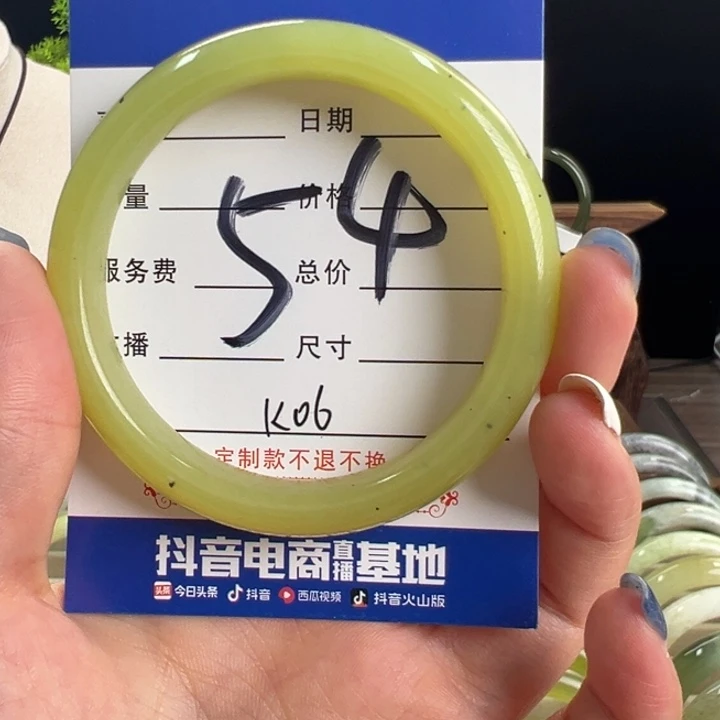 日期
量 价格
54
服务费 总价
播 尺寸
K06
定制款不退不换
抖音电商直播基地
头条 今日头条 抖音 西瓜视频 抖音火山版